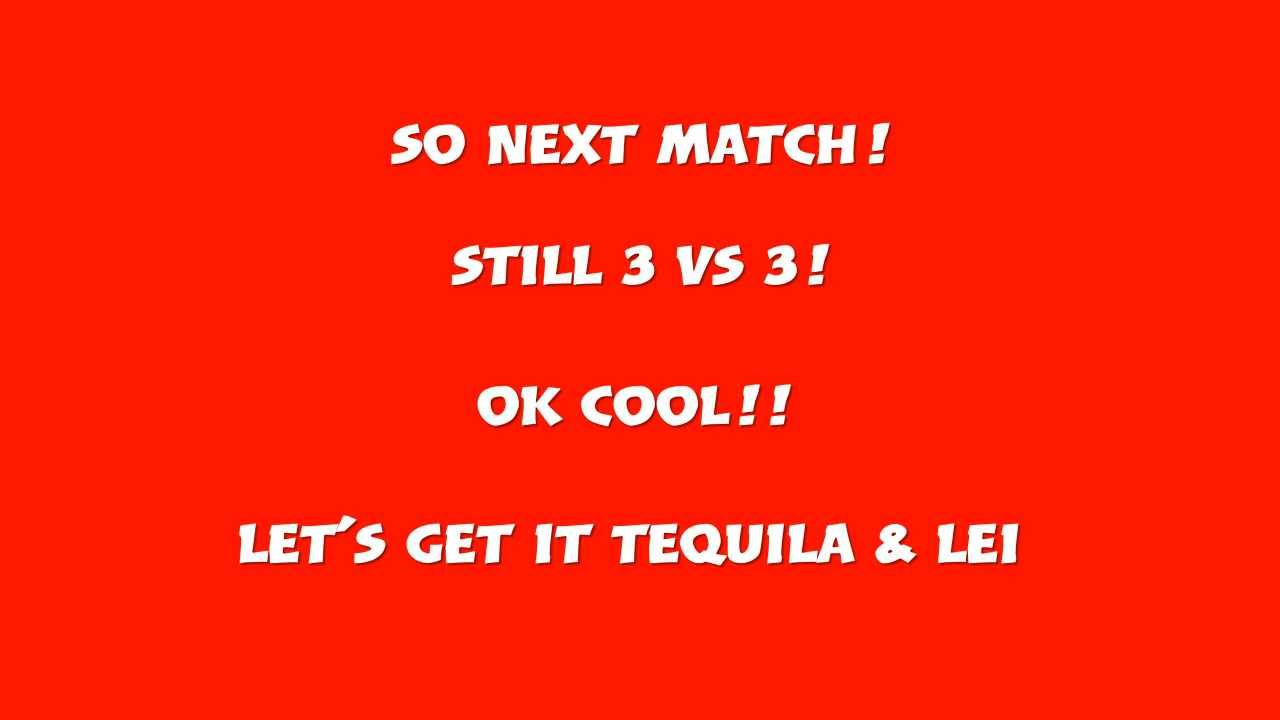 SO NEXT MATCH!
STILL 3 VS 3!
OK COOL!!
LET'S GET IT TEQUILA & LEI